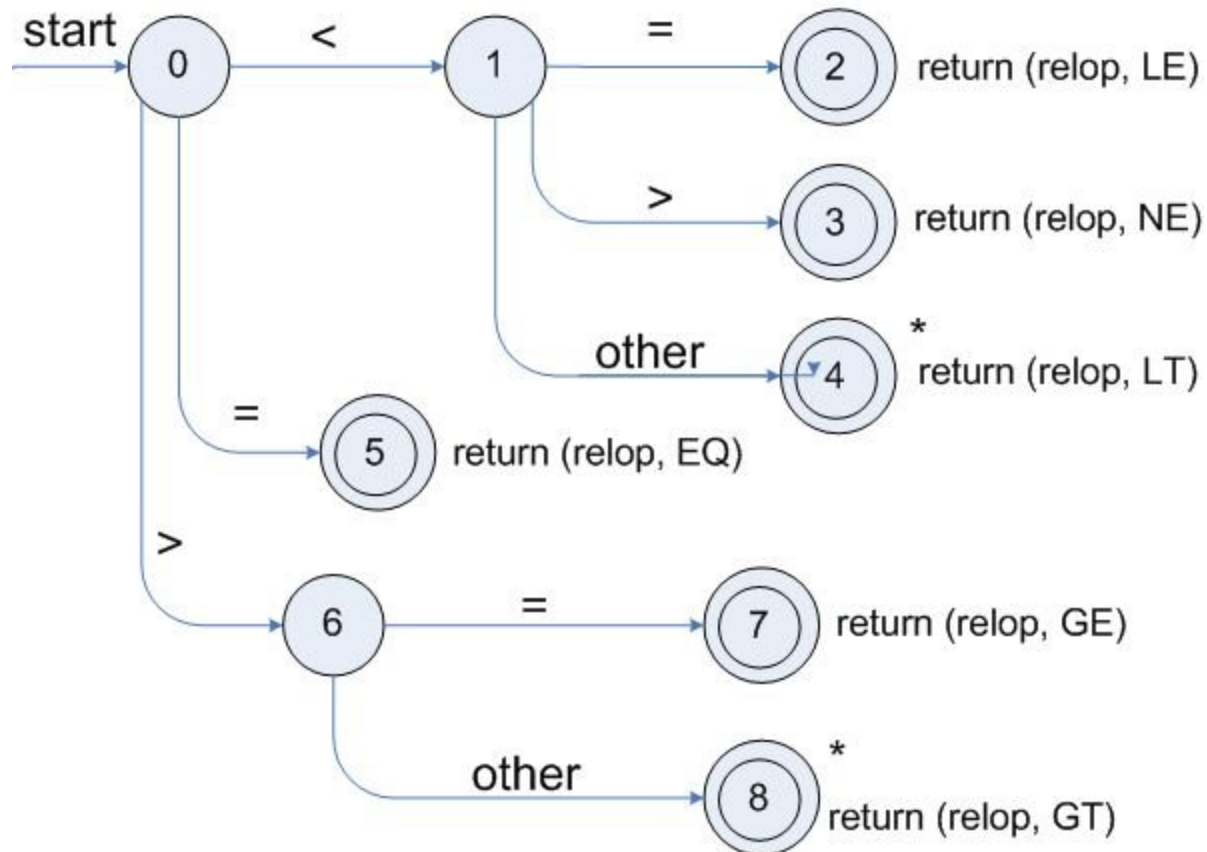 start
0
<
1
=
2
return (relop, LE)
>
3
return (relop, NE)
other
4
*
return (relop, LT)
=
5
return (relop, EQ)
>
6
=
7
return (relop, GE)
other
8
*
return (relop, GT)